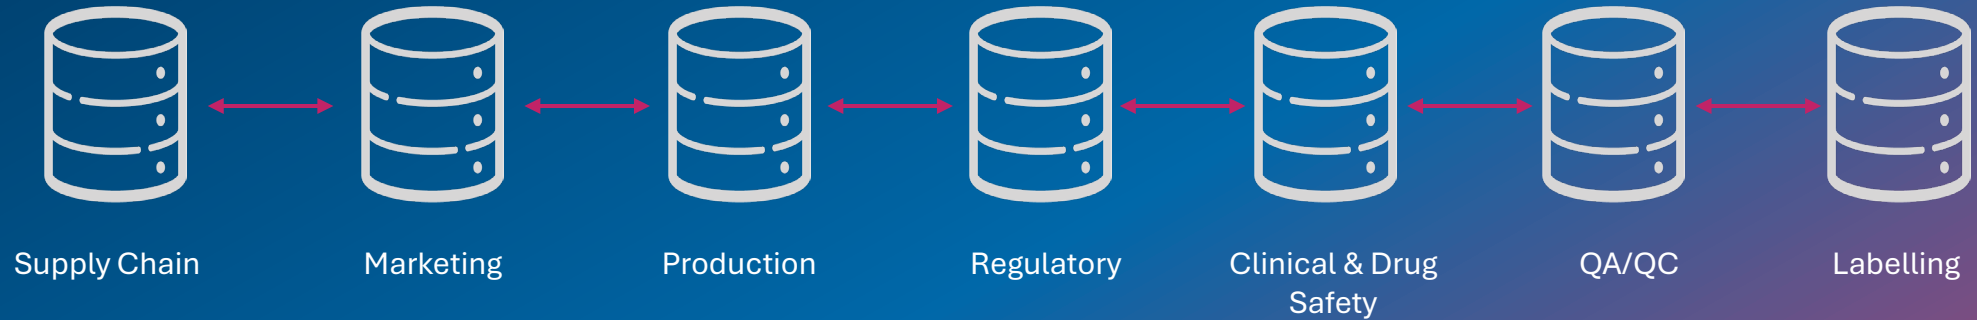 Supply Chain
Marketing
Production
Regulatory
Clinical & Drug
Safety
QA/QC
Labelling